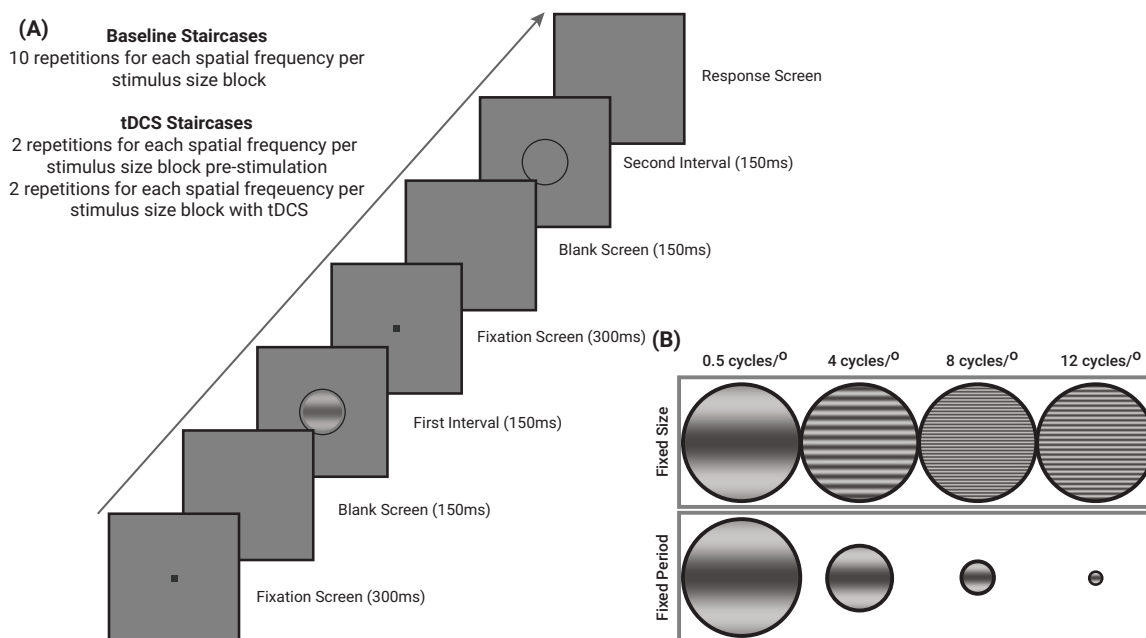 (A)
Baseline Staircases
10 repetitions for each spatial frequency per
stimulus size block
tDCS Staircases
2 repetitions for each spatial frequency per
stimulus size block pre-stimulation
2 repetitions for each spatial freqeuency per
stimulus size block with tDCS
Response Screen
Second Interval (150ms)
Blank Screen (150ms)
Fixation Screen (300ms)
First Interval (150ms)
Blank Screen (150ms)
Fixation Screen (300ms)
(B)
0.5 cycles/º 4 cycles/º 8 cycles/º 12 cycles/º
Fixed Size
Fixed Period